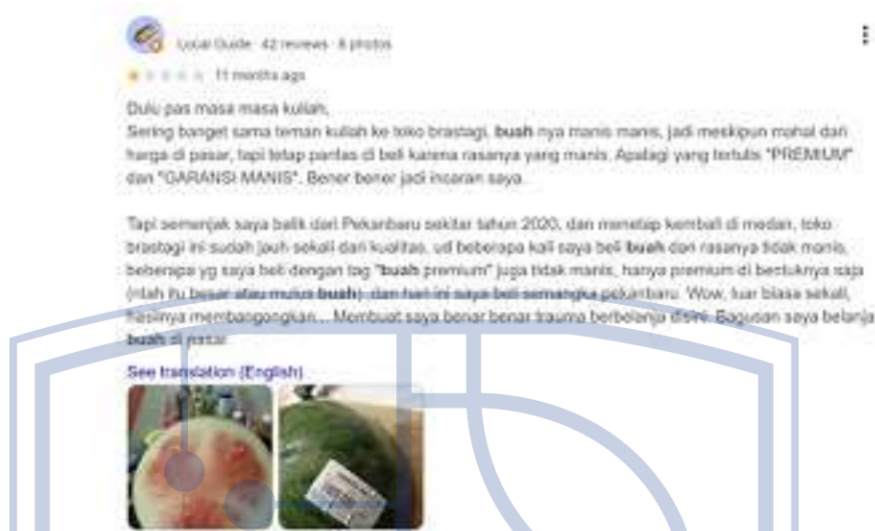 Local Guide · 42 reviews · 8 photos
11 months ago
Dulu pas masa masa kuliah,
Sering banget sama teman kuliah ke toko brastagi, buah nya manis manis, jadi meskipun mahal dari
harga di pasar, tapi tetap pantas di beli karena rasanya yang manis. Apalagi yang tertulis "PREMIUM"
dan "GARANSI MANIS". Bener bener jadi incaran saya.
Tapi semenjak saya balik dari Pekanbaru sekitar tahun 2020, dan menetap kembali di medan, toko
brastagi ini sudah jauh sekali dari kualitas, ud beberapa kali saya beli buah dan rasanya tidak manis,
beberapa yg saya beli dengan tag "buah premium" juga tidak manis, hanya premium di bentuknya saja
(ntah itu besar atau mulus buah). dan hari ini saya beli semangka pekanbaru. Wow, luar biasa sekali,
hasilnya membangongkan... Membuat saya benar benar trauma berbelanja disini. Bagusan saya belanja
buah di pasar
See translation (English)